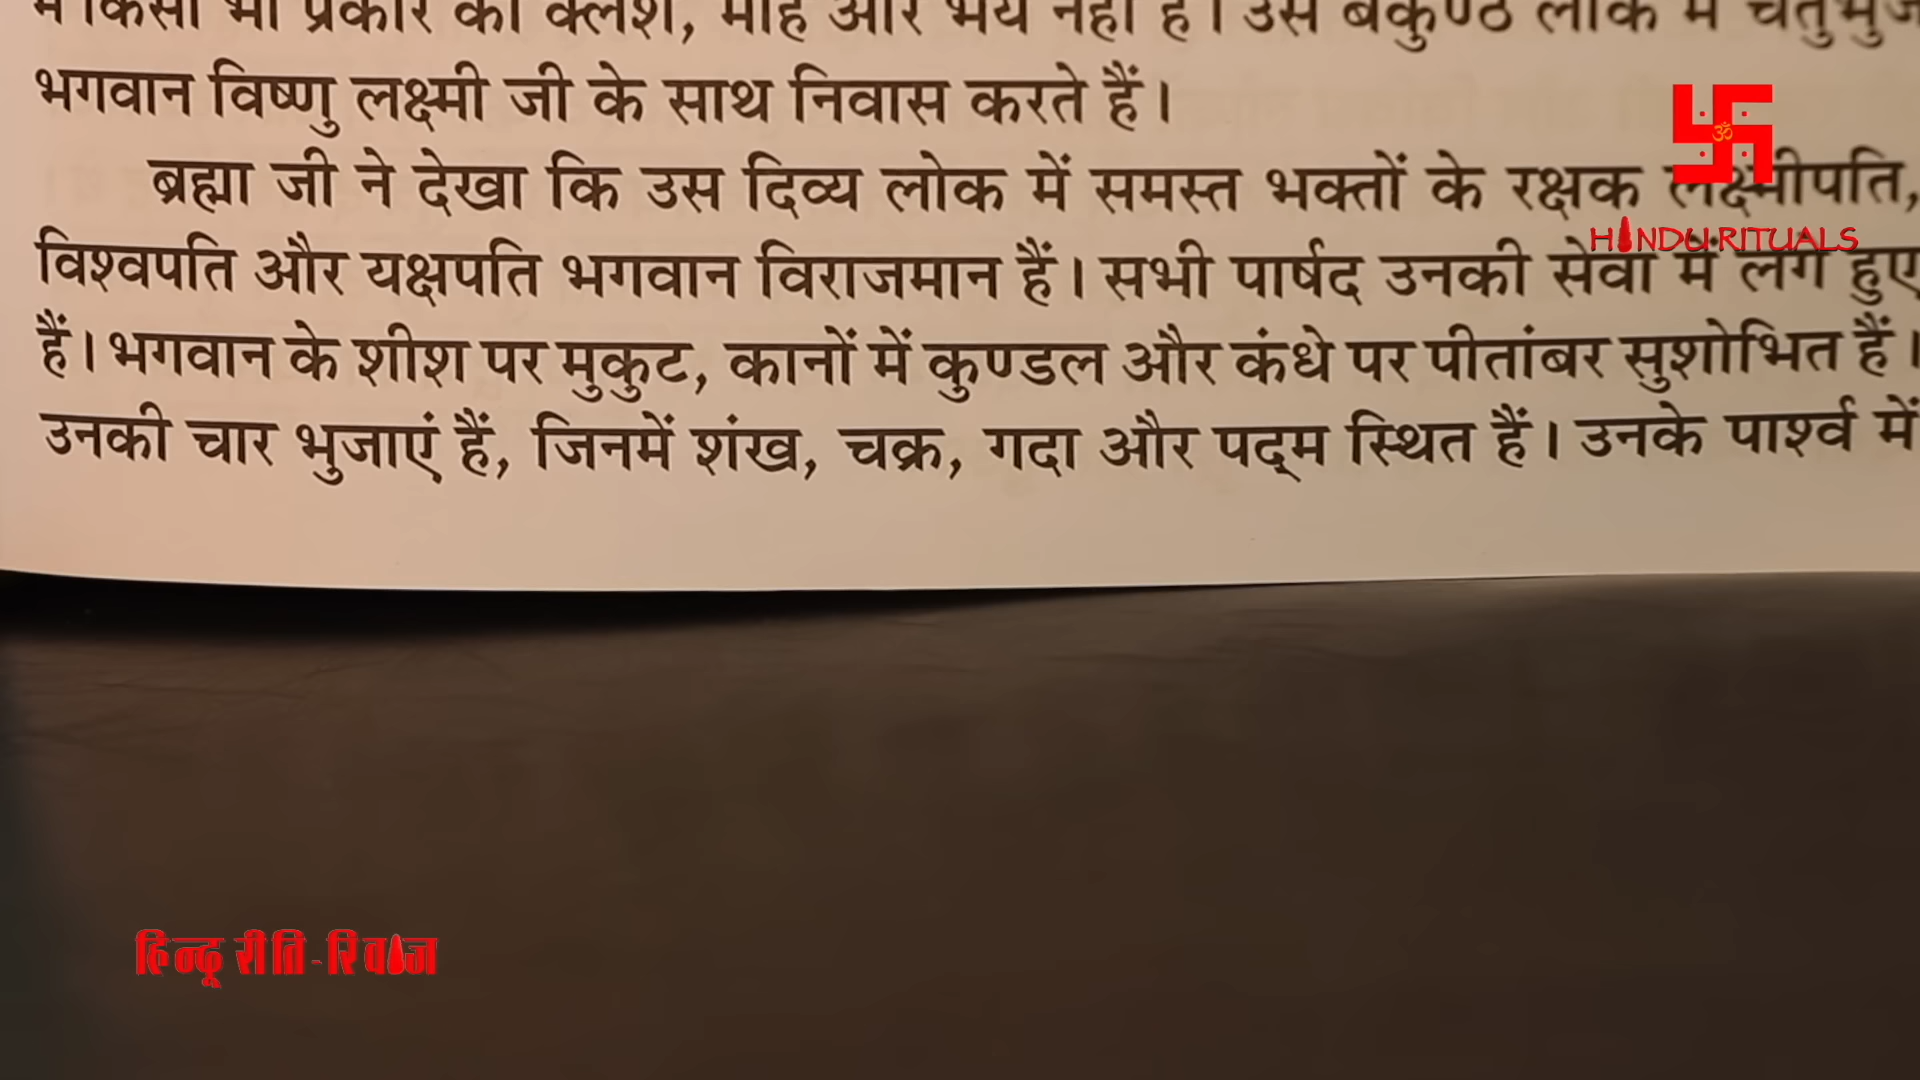 में किसी भी प्रकार का क्लेश, मोह और भय नहीं है। उस बैकुण्ठ लोक में चतुर्भुज
भगवान विष्णु लक्ष्मी जी के साथ निवास करते हैं।
ब्रह्मा जी ने देखा कि उस दिव्य लोक में समस्त भक्तों के रक्षक लक्ष्मीपति,
विश्वपति और यक्षपति भगवान विराजमान हैं। सभी पार्षद उनकी सेवा में लगे हुए
हैं। भगवान के शीश पर मुकुट, कानों में कुण्डल और कंधे पर पीतांबर सुशोभित हैं।
उनकी चार भुजाएं हैं, जिनमें शंख, चक्र, गदा और पद्म स्थित हैं। उनके पार्श्व में
ॐ
HINDU RITUALS
हिन्दू रीति-रिवाज